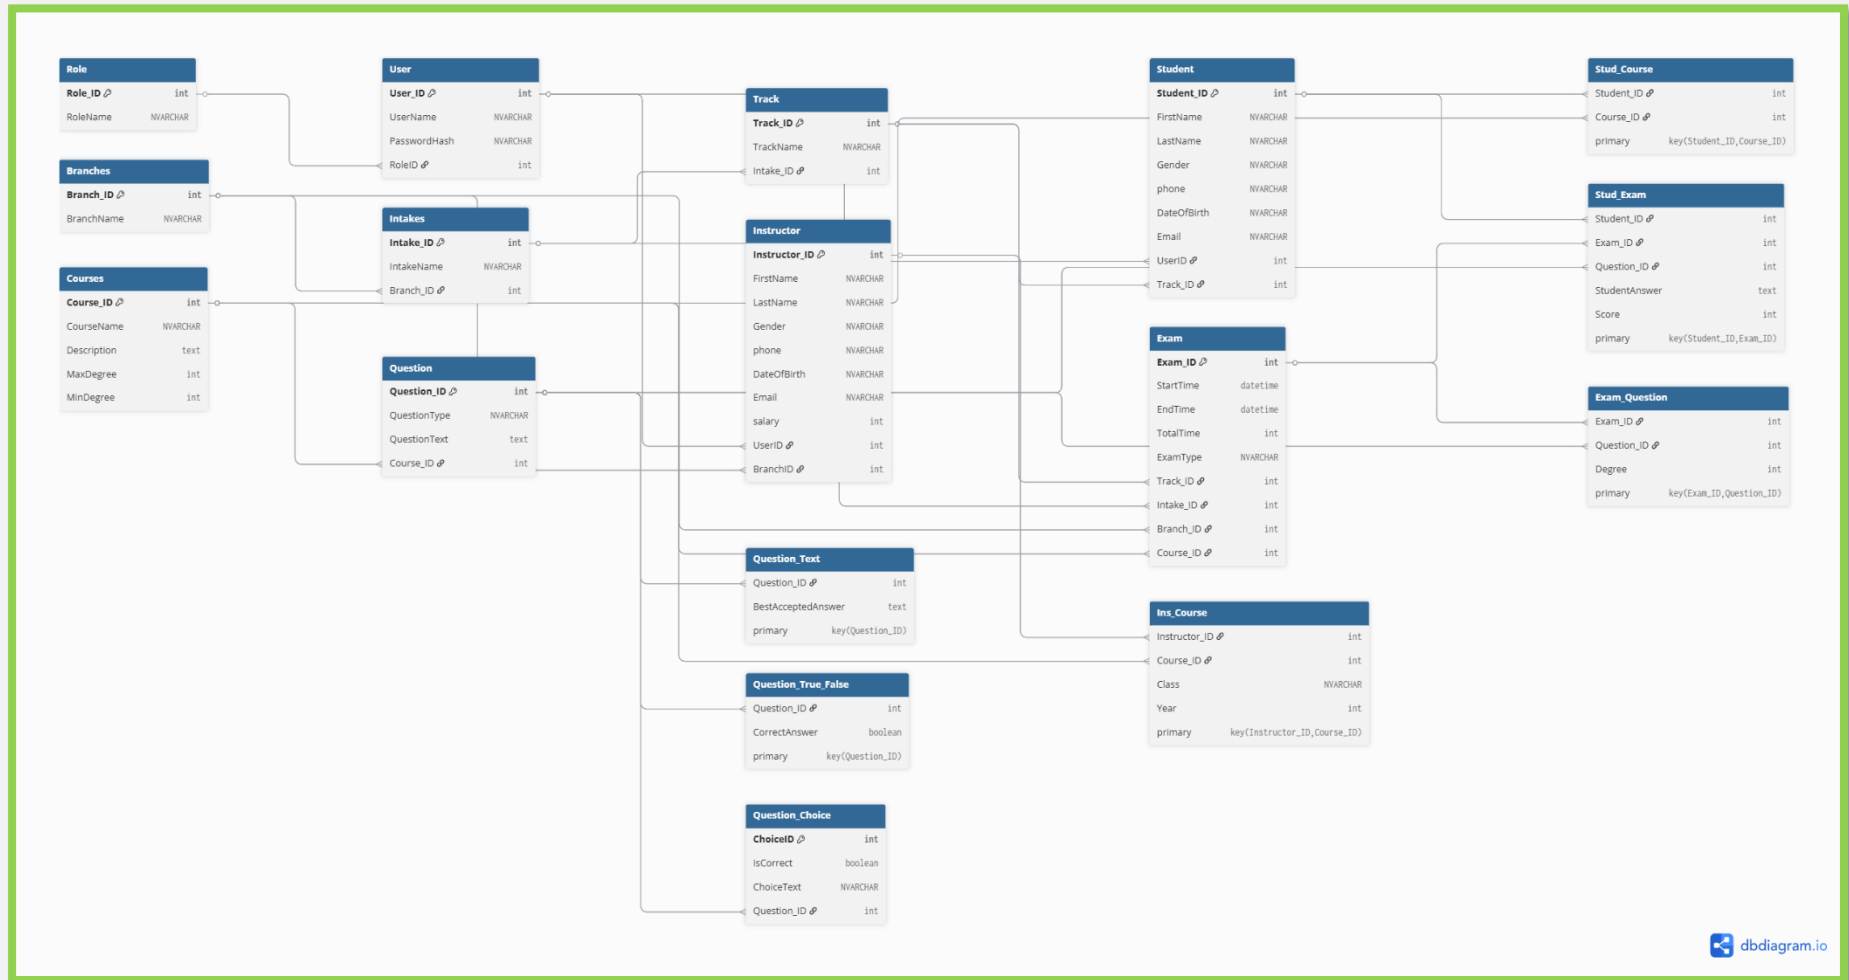 Role
Role_ID int
RoleName NVARCHAR
Branches
Branch_ID int
BranchName NVARCHAR
Courses
Course_ID int
CourseName NVARCHAR
Description text
MaxDegree int
MinDegree int
User
User_ID int
UserName NVARCHAR
PasswordHash NVARCHAR
RoleID int
Intakes
Intake_ID int
IntakeName NVARCHAR
Branch_ID int
Question
Question_ID int
QuestionType NVARCHAR
QuestionText text
Course_ID int
Track
Track_ID int
TrackName NVARCHAR
Intake_ID int
Instructor
Instructor_ID int
FirstName NVARCHAR
LastName NVARCHAR
Gender NVARCHAR
phone NVARCHAR
DateOfBirth NVARCHAR
Email NVARCHAR
salary int
UserID int
BranchID int
Question_Text
Question_ID int
BestAcceptedAnswer text
primary key(Question_ID)
Question_True_False
Question_ID int
CorrectAnswer boolean
primary key(Question_ID)
Question_Choice
ChoiceID int
IsCorrect boolean
ChoiceText NVARCHAR
Question_ID int
Student
Student_ID int
FirstName NVARCHAR
LastName NVARCHAR
Gender NVARCHAR
phone NVARCHAR
DateOfBirth NVARCHAR
Email NVARCHAR
UserID int
Track_ID int
Exam
Exam_ID int
StartTime datetime
EndTime datetime
TotalTime int
ExamType NVARCHAR
Track_ID int
Intake_ID int
Branch_ID int
Course_ID int
Ins_Course
Instructor_ID int
Course_ID int
Class NVARCHAR
Year int
primary key(Instructor_ID,Course_ID)
Stud_Course
Student_ID int
Course_ID int
primary key(Student_ID,Course_ID)
Stud_Exam
Student_ID int
Exam_ID int
Question_ID int
StudentAnswer text
Score int
primary key(Student_ID,Exam_ID)
Exam_Question
Exam_ID int
Question_ID int
Degree int
primary key(Exam_ID,Question_ID)
dbdiagram.io